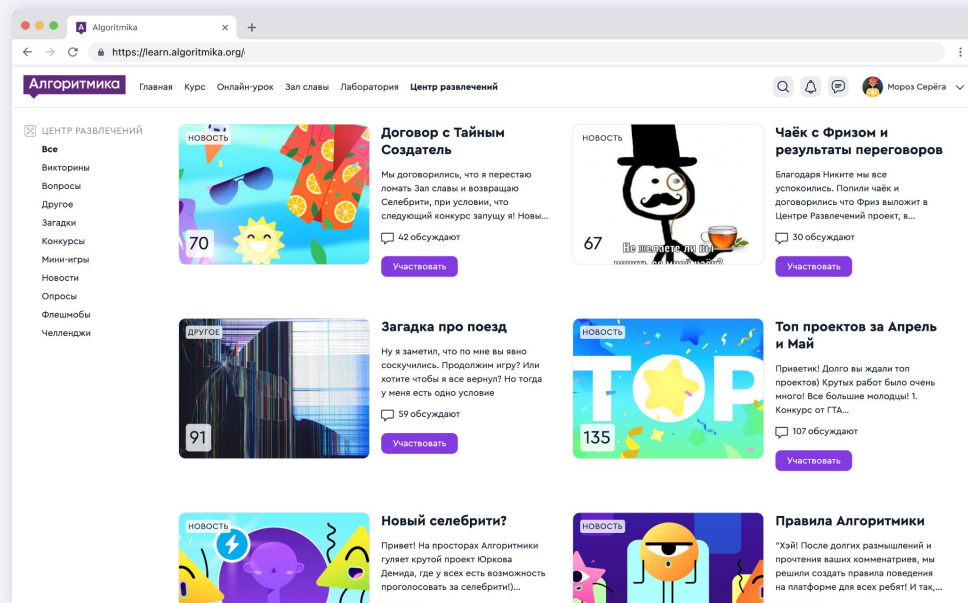 Algoritmika
https://learn.algoritmika.org/
Алгоритмика
Главная Курс Онлайн-урок Зал славы Лаборатория Центр развлечений
Мороз Серёга
ЦЕНТР РАЗВЛЕЧЕНИЙ
Все
Викторины
Вопросы
Другое
Загадки
Конкурсы
Мини-игры
Новости
Опросы
Флешмобы
Челленджи
НОВОСТЬ
70
Договор с Тайным
Создатель
Мы договорились, что я перестаю
ломать Зал славы и возвращаю
Селебрити, при условии, что
следующий конкурс запущу я! Новы...
42 обсуждают
Участвовать
НОВОСТЬ
67
Не желаете ли вы
Чаёк с Фризом и
результаты переговоров
Благодаря Никите мы все
успокоились. Попили чаёк и
договорились что Фриз выложит в
Центре Развлечений проект, в...
30 обсуждают
Участвовать
ДРУГОЕ
91
Загадка про поезд
Ну я заметил, что по мне вы явно
соскучились. Продолжим игру? Или
хотите чтобы я все вернул? Но тогда
у меня есть одно условие
59 обсуждают
Участвовать
НОВОСТЬ
TOP
135
Топ проектов за Апрель
и Май
Приветик! Долго вы ждали топ
проектов) Крутых работ было очень
много! Все большие молодцы! 1.
Конкурс от ГТА...
107 обсуждают
Участвовать
НОВОСТЬ
Новый селебрити?
Привет! На просторах Алгоритмики
гуляет крутой проект Юркова
Демида, где у всех есть возможность
проголосовать за селебрити!)...
НОВОСТЬ
Правила Алгоритмики
"Хэй! После долгих размышлений и
прочтения ваших комменатриев, мы
решили создать правила поведения
на платформе для всех ребят! И так,...